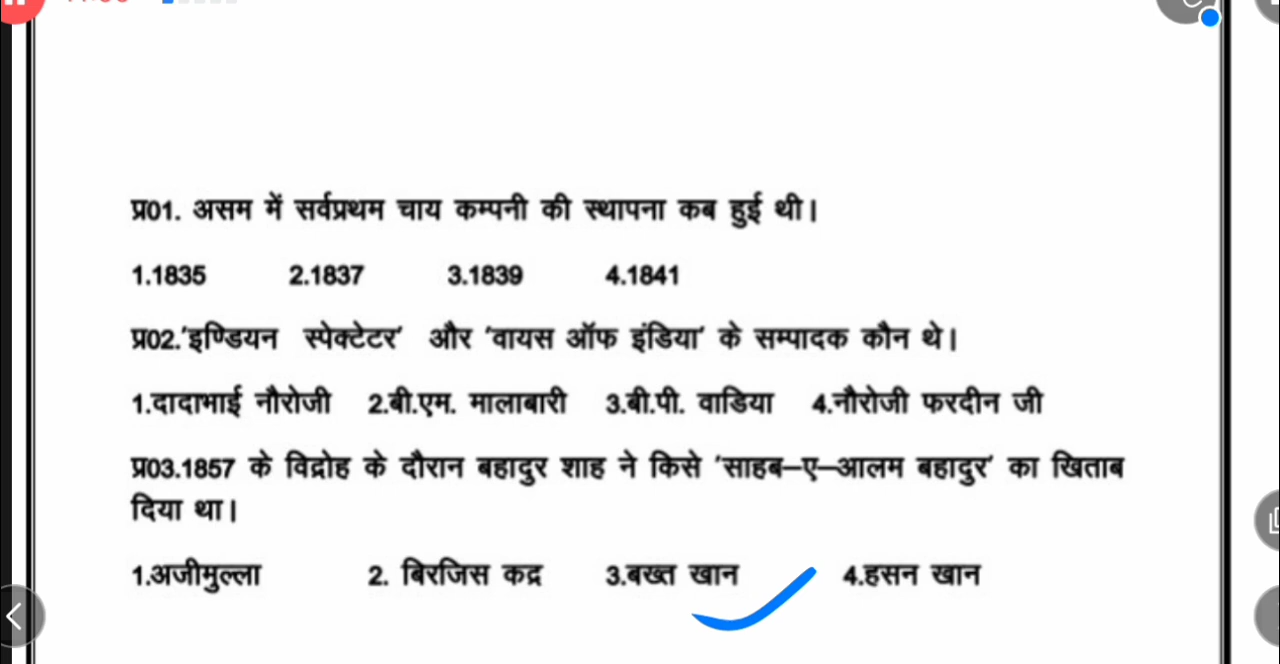 प्र01. असम में सर्वप्रथम चाय कम्पनी की स्थापना कब हुई थी।
1.1835 2.1837 3.1839 4.1841
प्र02.'इण्डियन स्पेक्टेटर' और 'वायस ऑफ इंडिया' के सम्पादक कौन थे।
1.दादाभाई नौरोजी 2.बी.एम. मालाबारी 3.बी.पी. वाडिया 4.नौरोजी फरदीन जी
प्र03.1857 के विद्रोह के दौरान बहादुर शाह ने किसे 'साहब–ए–आलम बहादुर' का खिताब
दिया था।
1.अजीमुल्ला 2. बिरजिस कद्र 3.बख्त खान 4.हसन खान